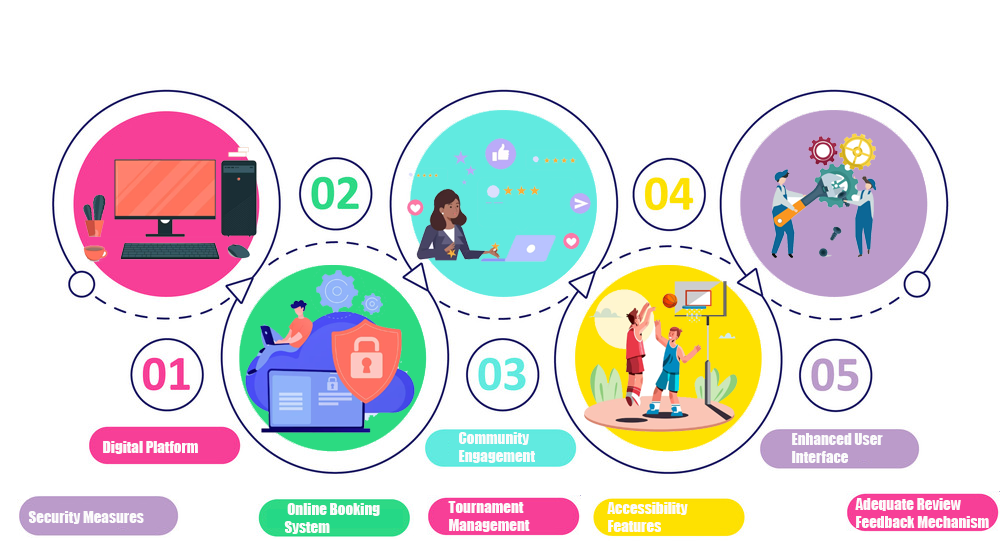 02
04
01
03
05
Digital Platform
Community
Engagement
Enhanced User
Interface
Security Measures
Online Booking
System
Tournament
Management
Accessibility
Features
Adequate Review
Feedback Mechanism